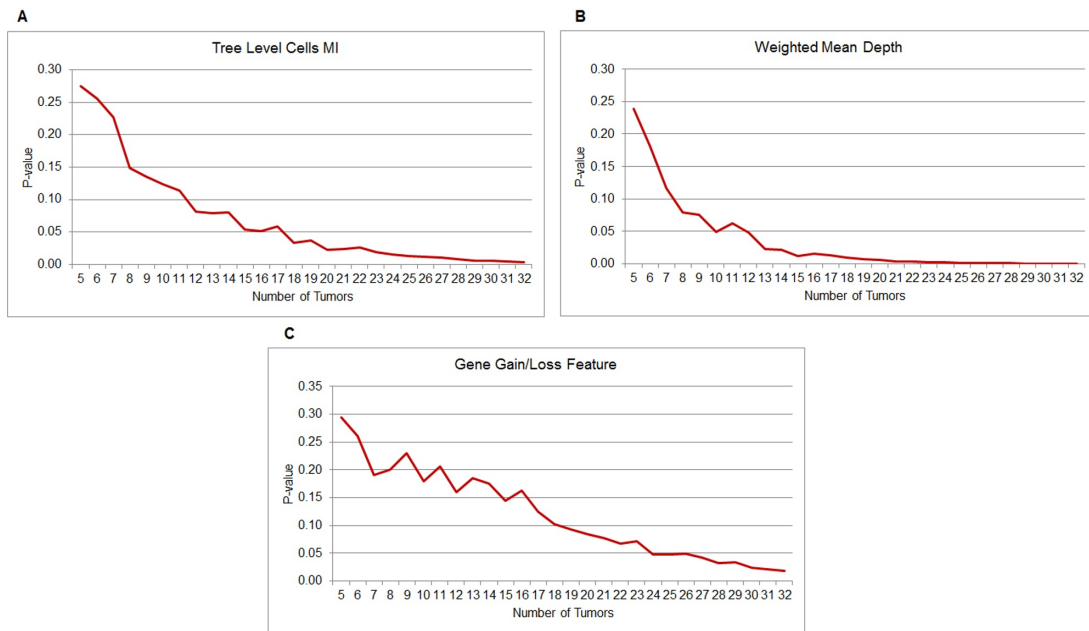 A
Tree Level Cells MI
0.30
0.25
0.20
0.15
0.10
0.05
0.00
P-value
5 6 7 8 9 10 11 12 13 14 15 16 17 18 19 20 21 22 23 24 25 26 27 28 29 30 31 32
Number of Tumors
B
Weighted Mean Depth
0.30
0.25
0.20
0.15
0.10
0.05
0.00
P-value
5 6 7 8 9 10 11 12 13 14 15 16 17 18 19 20 21 22 23 24 25 26 27 28 29 30 31 32
Number of Tumors
C
Gene Gain/Loss Feature
0.35
0.30
0.25
0.20
0.15
0.10
0.05
0.00
P-value
5 6 7 8 9 10 11 12 13 14 15 16 17 18 19 20 21 22 23 24 25 26 27 28 29 30 31 32
Number of Tumors